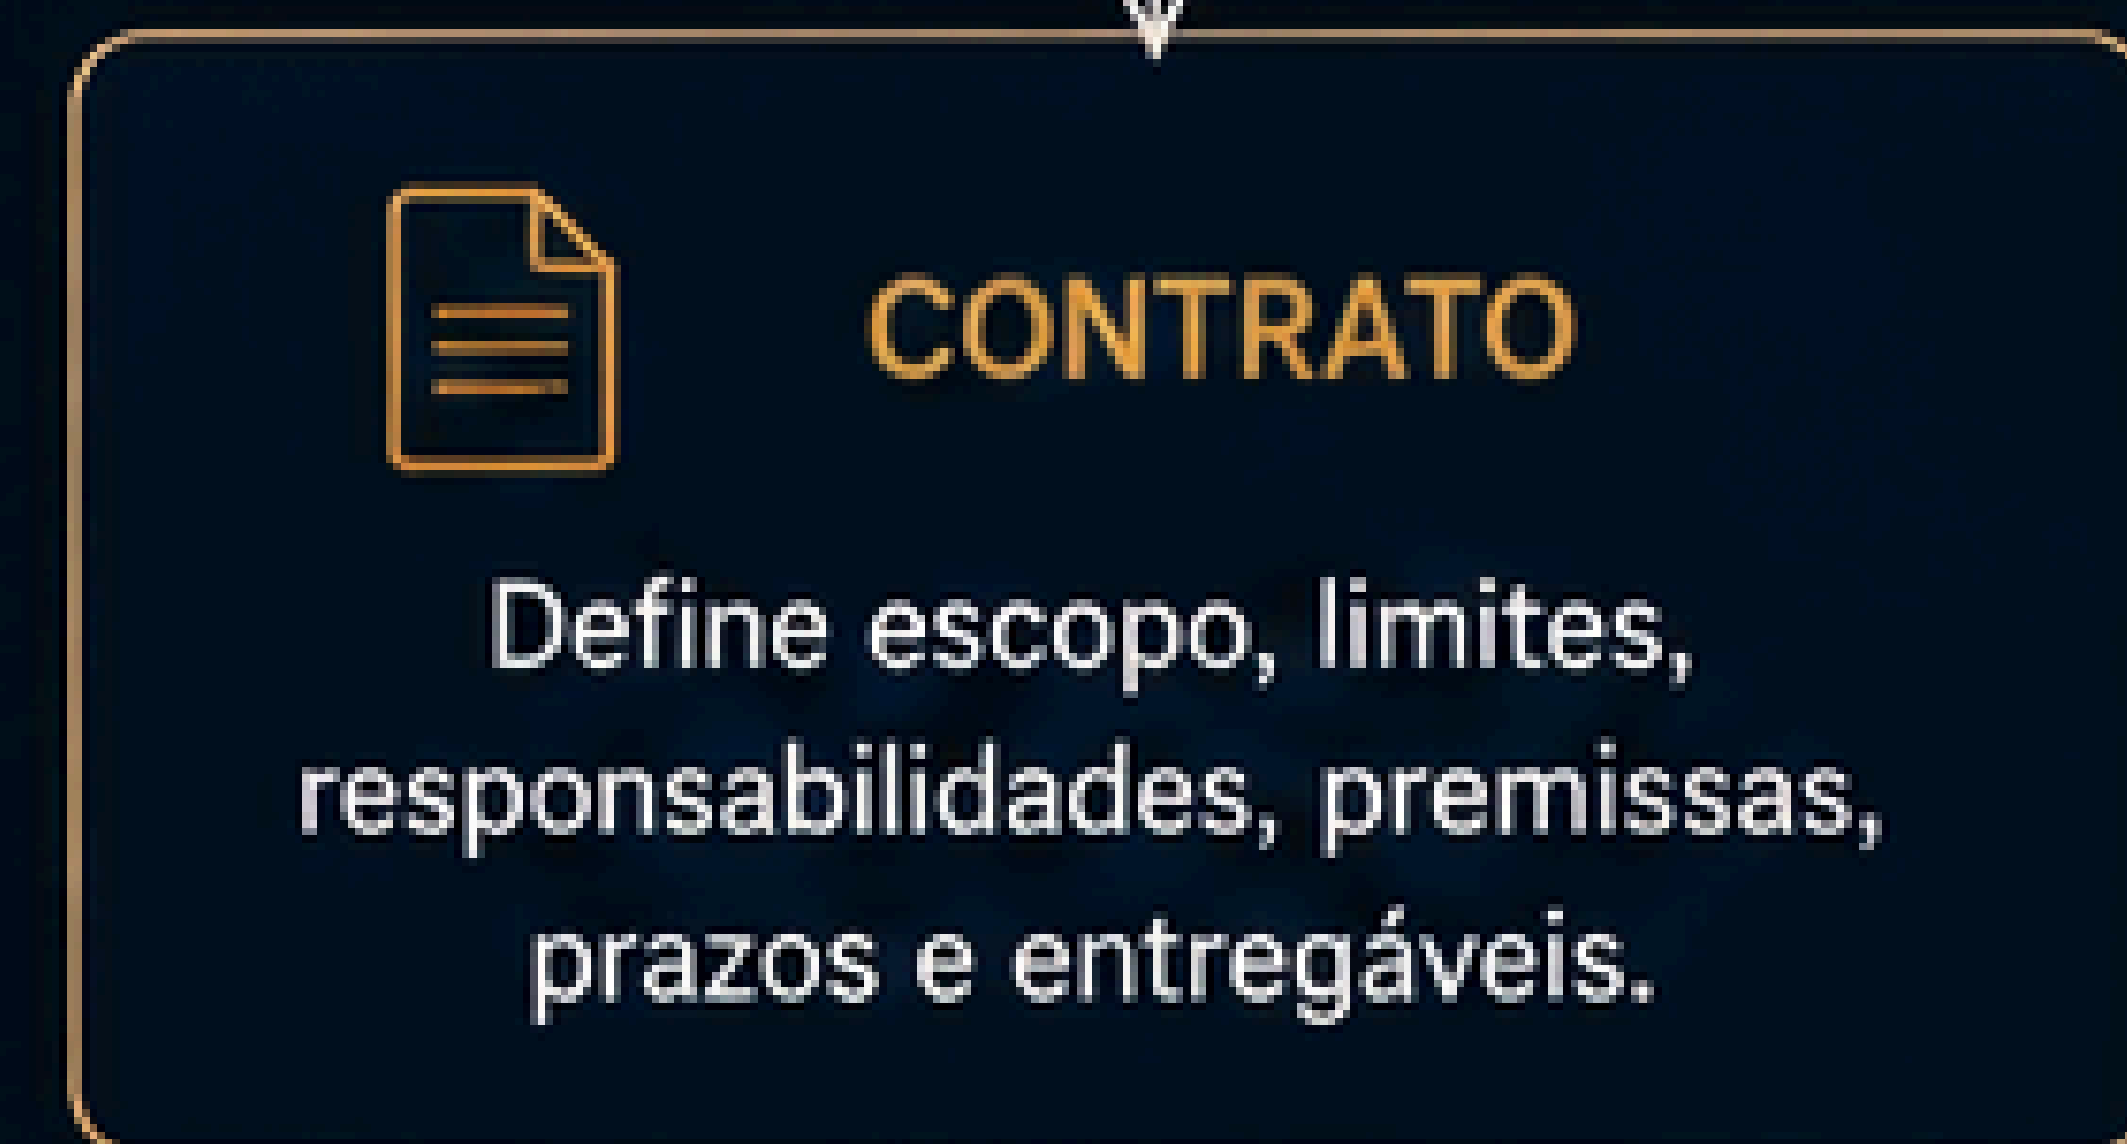 CONTRATO
Define escopo, limites,
responsabilidades, premissas,
prazos e entregáveis.